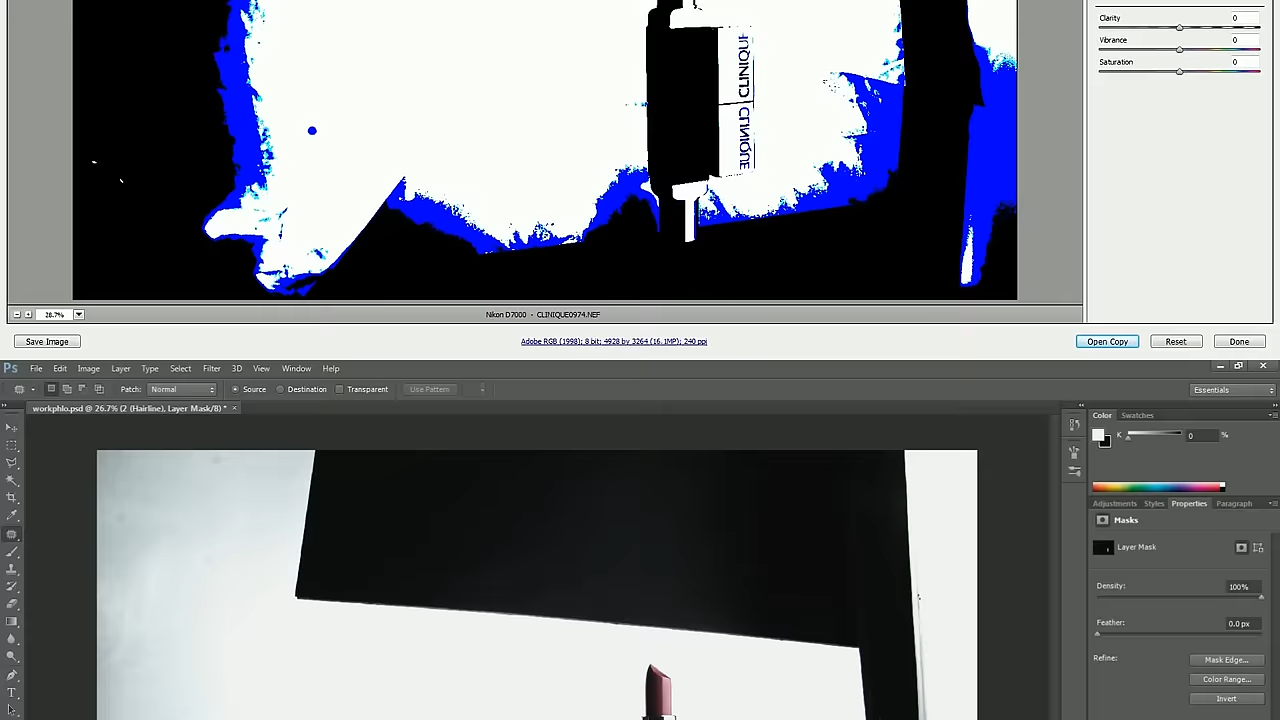 Clarity 0
Vibrance 0
Saturation 0
CLINIQUE
CLINIQUE
28.7%
Nikon D7000 - CLINIQUE0974.NEF
Save Image
Adobe RGB (1998); 8 bit; 4928 by 3264 (16.1MP); 240 ppi
Open Copy
Reset
Done
Ps File Edit Image Layer Type Select Filter 3D View Window Help
Patch: Normal Source Destination Transparent Use Pattern Essentials
workphlo.psd @ 26.7% (2 (Hairline), Layer Mask/8) * ×
Color Swatches
K 0 %
Adjustments Styles Properties Paragraph
Masks
Layer Mask
Density: 100%
Feather: 0.0 px
Refine: Mask Edge...
Color Range...
Invert